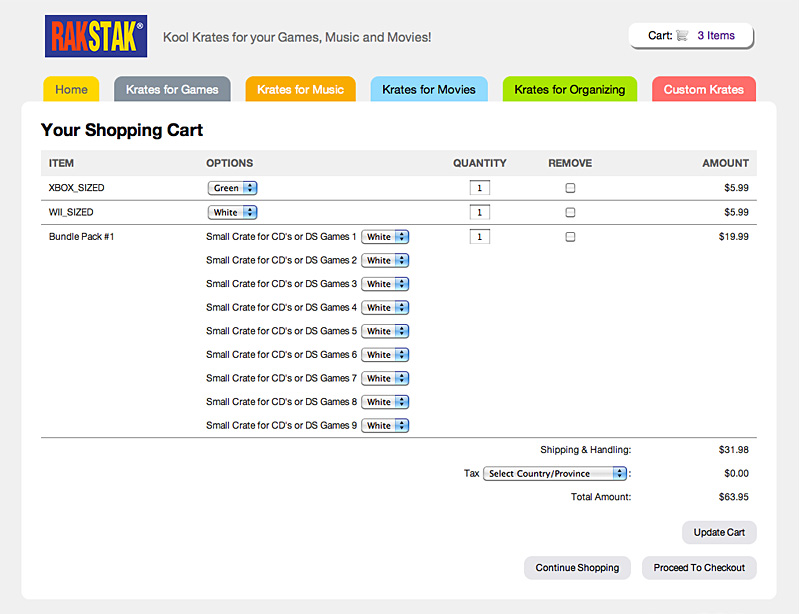 RAKSTAK®
Kool Krates for your Games, Music and Movies!
Cart: 3 Items
Home Krates for Games Krates for Music Krates for Movies Krates for Organizing Custom Krates
Your Shopping Cart
ITEM OPTIONS QUANTITY REMOVE AMOUNT
XBOX_SIZED Green 1 $5.99
WII_SIZED White 1 $5.99
Bundle Pack #1 Small Crate for CD's or DS Games 1 White 1 $19.99
Small Crate for CD's or DS Games 2 White
Small Crate for CD's or DS Games 3 White
Small Crate for CD's or DS Games 4 White
Small Crate for CD's or DS Games 5 White
Small Crate for CD's or DS Games 6 White
Small Crate for CD's or DS Games 7 White
Small Crate for CD's or DS Games 8 White
Small Crate for CD's or DS Games 9 White
Shipping & Handling: $31.98
Tax Select Country/Province : $0.00
Total Amount: $63.95
Update Cart
Continue Shopping Proceed To Checkout